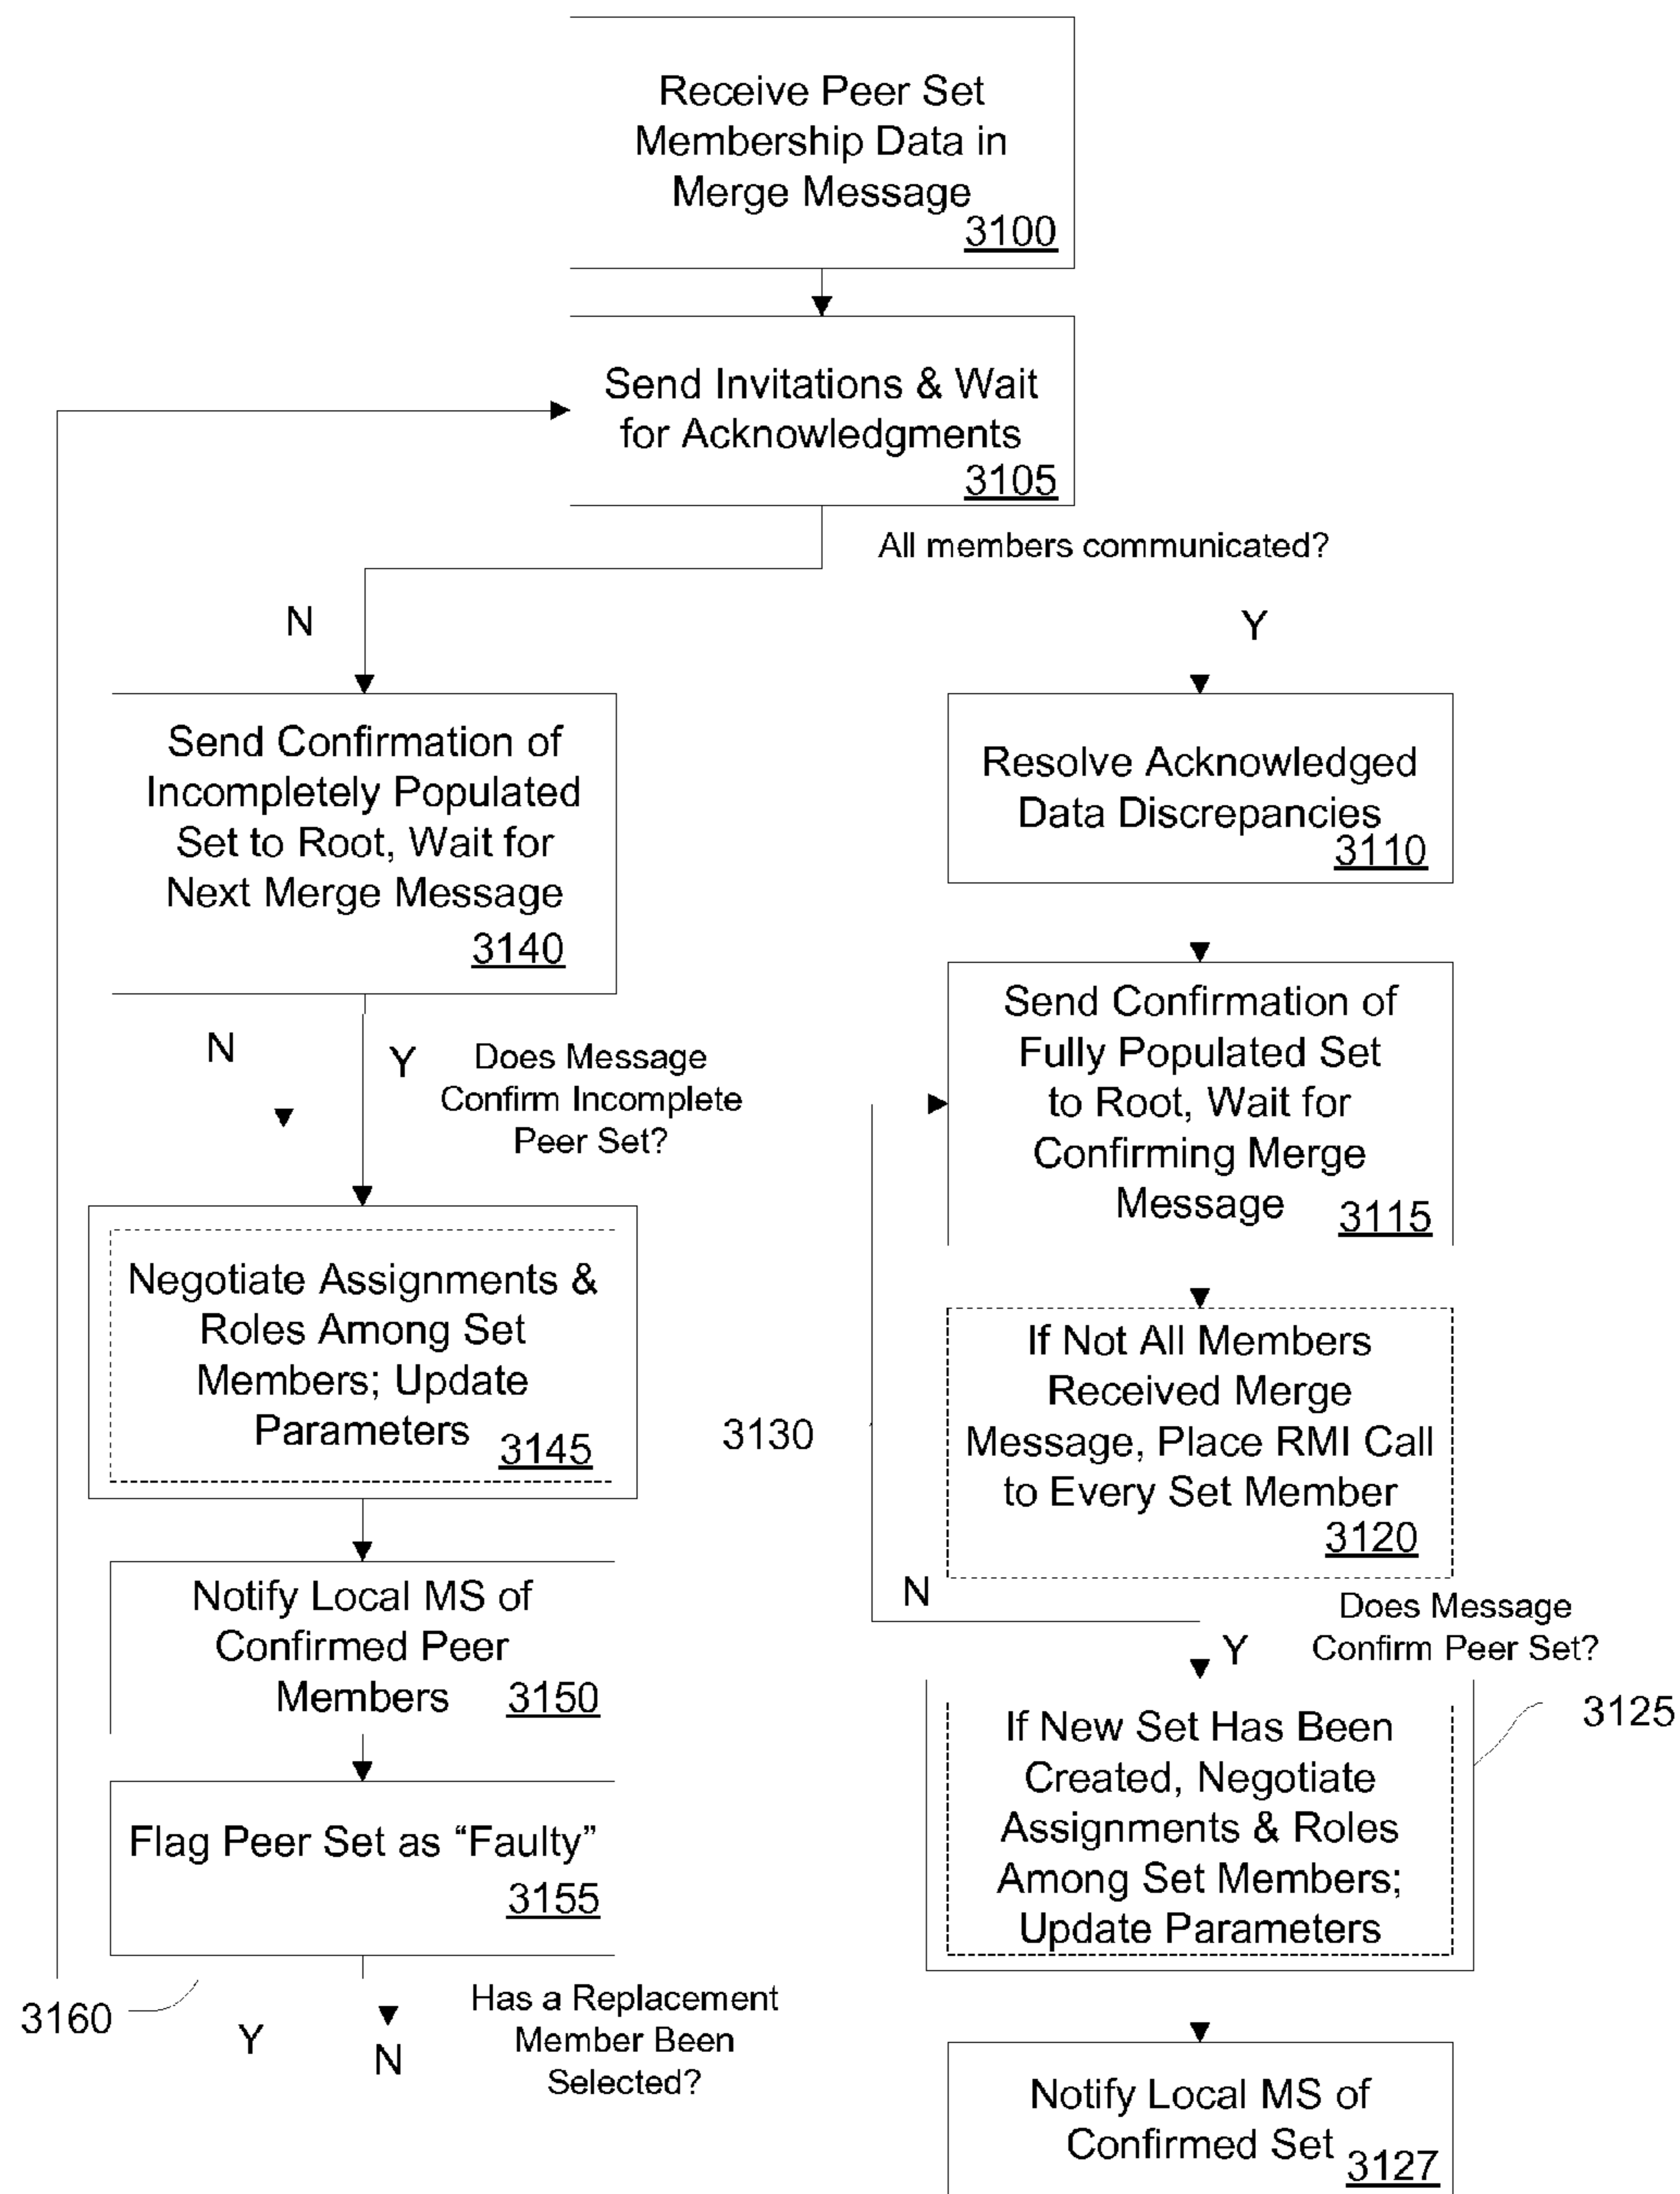 Receive Peer Set
Membership Data in
Merge Message
3100
Send Invitations & Wait
for Acknowledgments
3105
All members communicated?
N
Y
Send Confirmation of
Incompletely Populated
Set to Root, Wait for
Next Merge Message
3140
Resolve Acknowledged
Data Discrepancies
3110
N
Y
Does Message
Confirm Incomplete
Peer Set?
Send Confirmation of
Fully Populated Set
to Root, Wait for
Confirming Merge
Message
3115
Negotiate Assignments &
Roles Among Set
Members; Update
Parameters
3145
3130
If Not All Members
Received Merge
Message, Place RMI Call
to Every Set Member
3120
N
Y
Does Message
Confirm Peer Set?
Notify Local MS of
Confirmed Peer
Members
3150
If New Set Has Been
Created, Negotiate
Assignments & Roles
Among Set Members;
Update Parameters
3125
Flag Peer Set as “Faulty”
3155
3160
Y
N
Has a Replacement
Member Been
Selected?
Notify Local MS of
Confirmed Set
3127